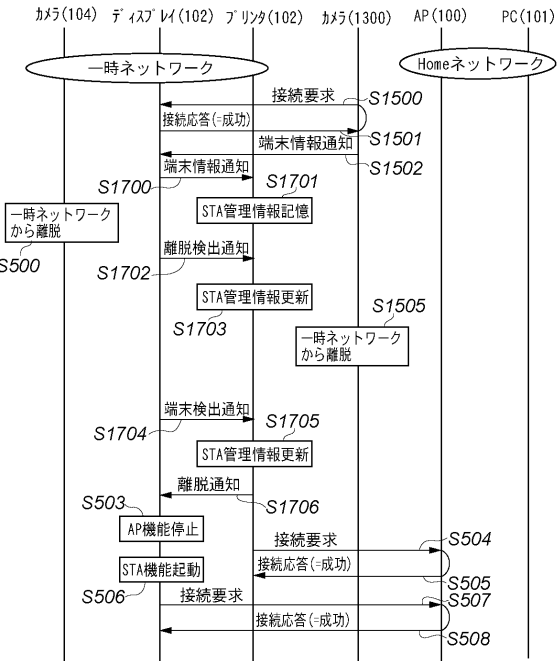 ｶﾒﾗ(104) ﾃﾞｨｽﾌﾟﾚｲ(102) ﾌﾟﾘﾝﾀ(102) ｶﾒﾗ(1300) AP(100) PC(101)
一時ネットワーク
Homeネットワーク
接続要求
S1500
接続応答(=成功)
S1501
端末情報通知
S1502
端末情報通知
S1700
S1701
STA管理情報記憶
一時ネットワーク
から離脱
S500
離脱検出通知
S1702
STA管理情報更新
S1703
S1505
一時ネットワーク
から離脱
端末検出通知
S1704
S1705
STA管理情報更新
離脱通知
S1706
S503
AP機能停止
接続要求
S504
接続応答(=成功)
S505
STA機能起動
S506
接続要求
S507
接続応答(=成功)
S508